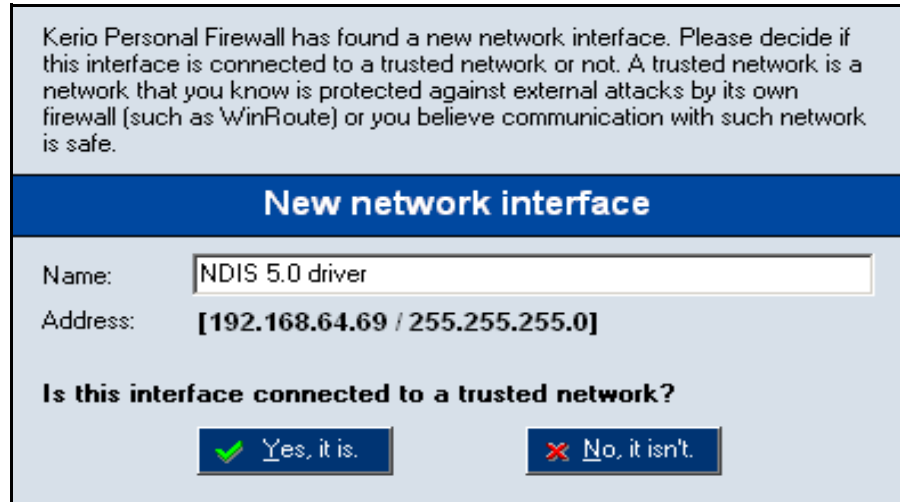 Kerio Personal Firewall has found a new network interface. Please decide if
this interface is connected to a trusted network or not. A trusted network is a
network that you know is protected against external attacks by its own
firewall (such as WinRoute) or you believe communication with such network
is safe.
New network interface
Name: NDIS 5.0 driver
Address: [192.168.64.69 / 255.255.255.0]
Is this interface connected to a trusted network?
Yes, it is. No, it isn't.